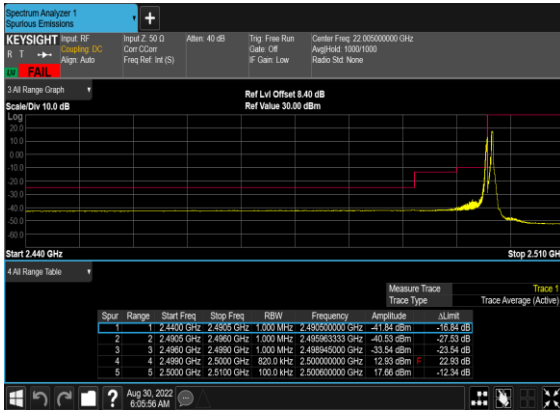 Spectrum Analyzer 1
Spurious Emissions
+
KEYSIGHT Input: RF Input Z: 50 Ω Atten: 40 dB Trig: Free Run Center Freq: 22.005000000 GHz
R T Coupling: DC Corr CCorr Gate: Off Avg|Hold: 1000/1000
Align: Auto Freq Ref: Int (S) IF Gain: Low Radio Std: None
FAIL
3 All Range Graph
Scale/Div 10.0 dB Ref Lvl Offset 8.40 dB
Ref Value 30.00 dBm
Log
20.0
10.0
0.00
-10.0
-20.0
-30.0
-40.0
-50.0
-60.0
Start 2.440 GHz Stop 2.510 GH
4 All Range Table
Measure Trace Trace 1
Trace Type Trace Average (Active)
Spur Range Start Freq Stop Freq RBW Frequency Amplitude ΔLimit
1 1 2.4400 GHz 2.4905 GHz 1.000 MHz 2.490500000 GHz -41.84 dBm -16.84 dB
2 2 2.4905 GHz 2.4960 GHz 1.000 MHz 2.495963333 GHz -40.53 dBm -27.53 dB
3 3 2.4960 GHz 2.4990 GHz 1.000 MHz 2.498945000 GHz -33.54 dBm -23.54 dB
4 4 2.4990 GHz 2.5000 GHz 820.0 kHz 2.500000000 GHz 12.93 dBm F 22.93 dB
5 5 2.5000 GHz 2.5100 GHz 100.0 kHz 2.500600000 GHz 17.66 dBm -12.34 dB
? Aug 30, 2022
6:05:56 AM